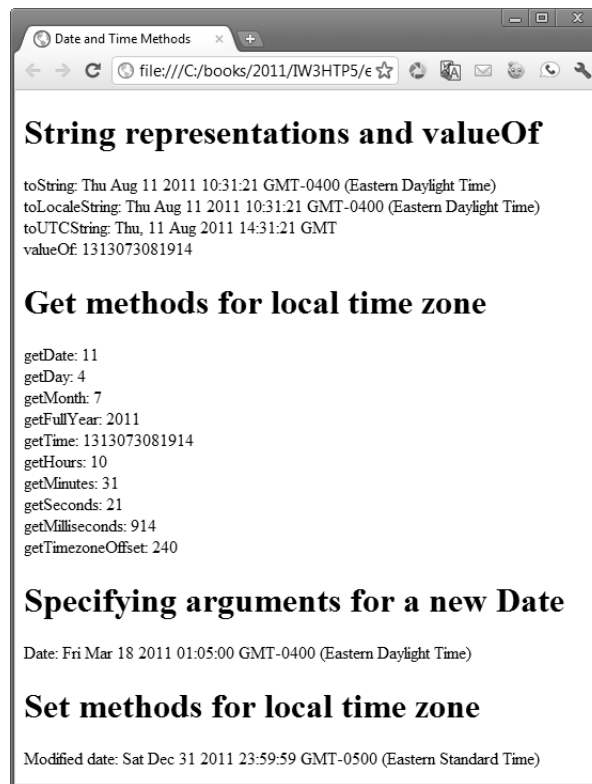 Date and Time Methods
file:///C:/books/2011/IW3HTP5/e
String representations and valueOf
toString: Thu Aug 11 2011 10:31:21 GMT-0400 (Eastern Daylight Time)
toLocaleString: Thu Aug 11 2011 10:31:21 GMT-0400 (Eastern Daylight Time)
toUTCString: Thu, 11 Aug 2011 14:31:21 GMT
valueOf: 1313073081914
Get methods for local time zone
getDate: 11
getDay: 4
getMonth: 7
getFullYear: 2011
getTime: 1313073081914
getHours: 10
getMinutes: 31
getSeconds: 21
getMilliseconds: 914
getTimezoneOffset: 240
Specifying arguments for a new Date
Date: Fri Mar 18 2011 01:05:00 GMT-0400 (Eastern Daylight Time)
Set methods for local time zone
Modified date: Sat Dec 31 2011 23:59:59 GMT-0500 (Eastern Standard Time)